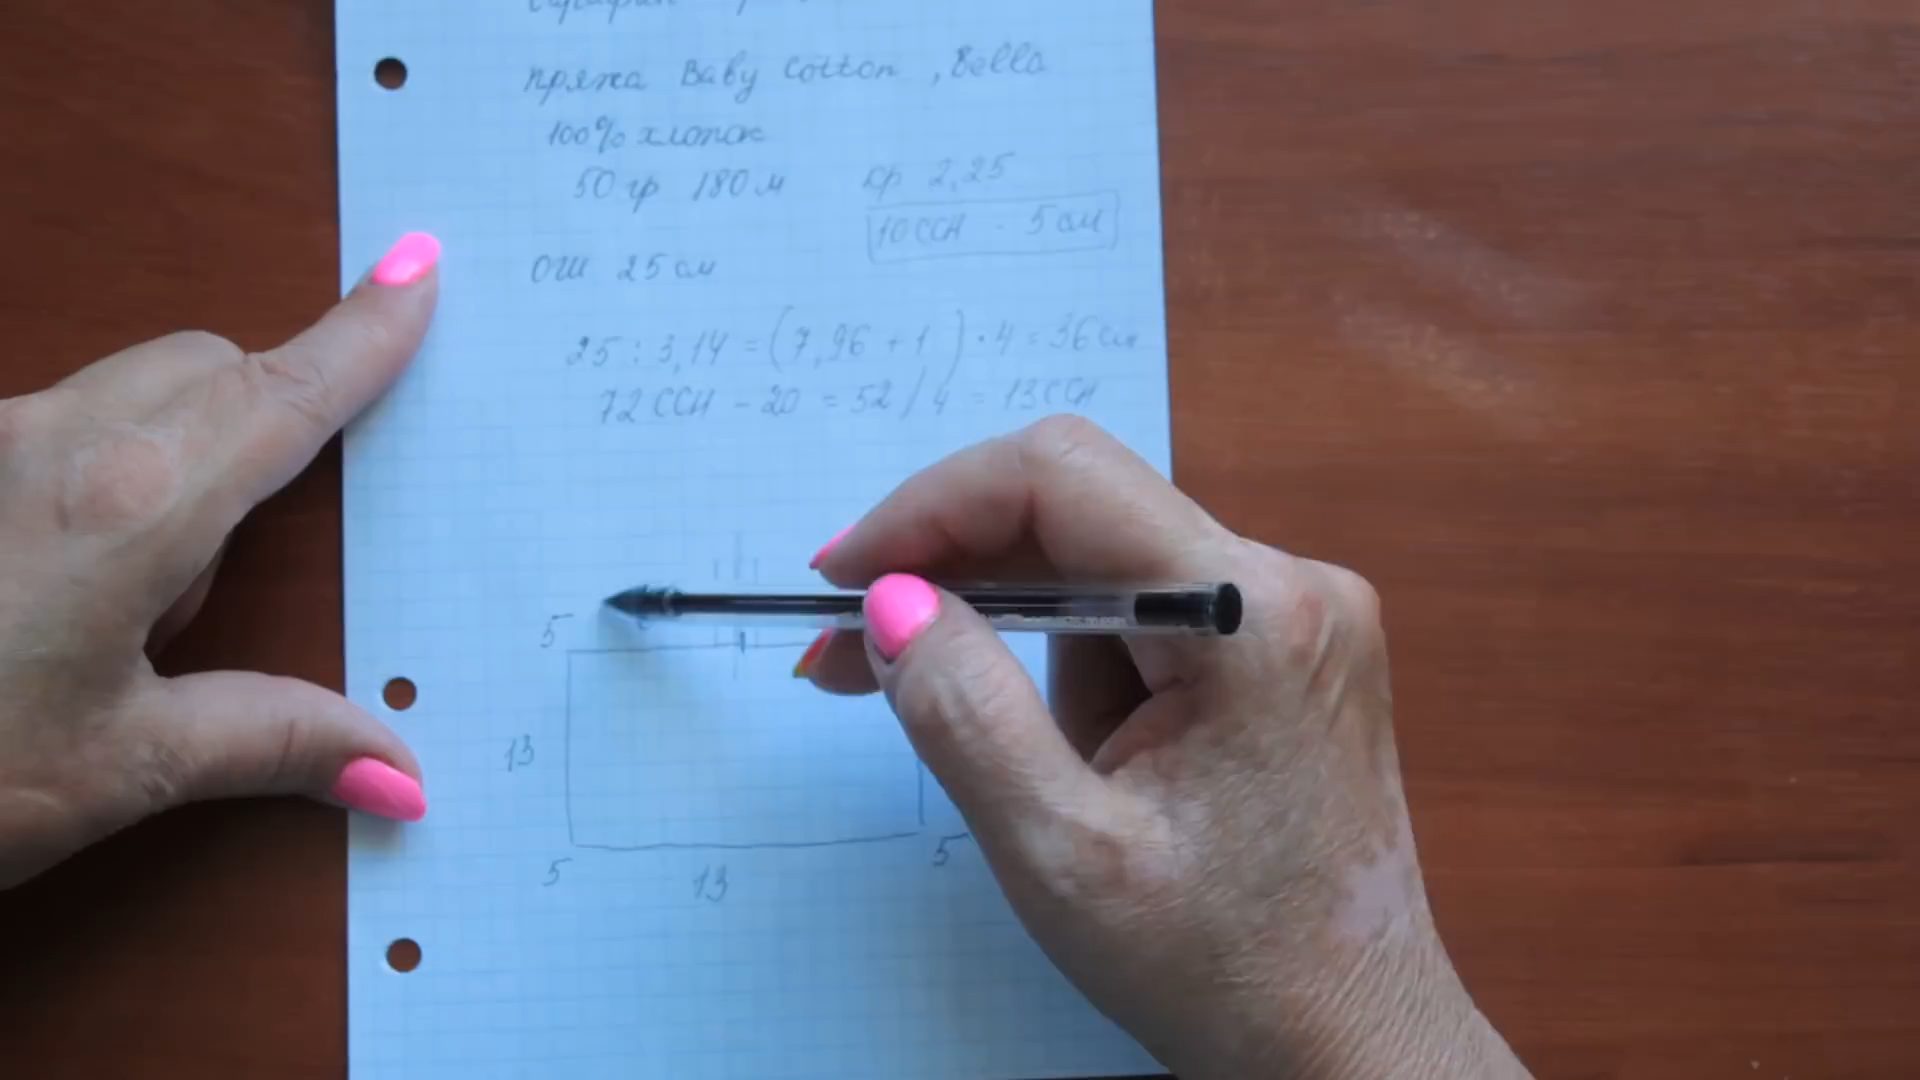 Пряжа Baby Cotton, Bella
100% хлопок
50 гр 180 м кр 2,25
10 ССН - 5 см
ОШ 25 см
25 : 3,14 = (7,96 + 1) · 4 = 36 см
72 ССН - 20 = 52 / 4 = 13 ССН
5
13
5 13 5